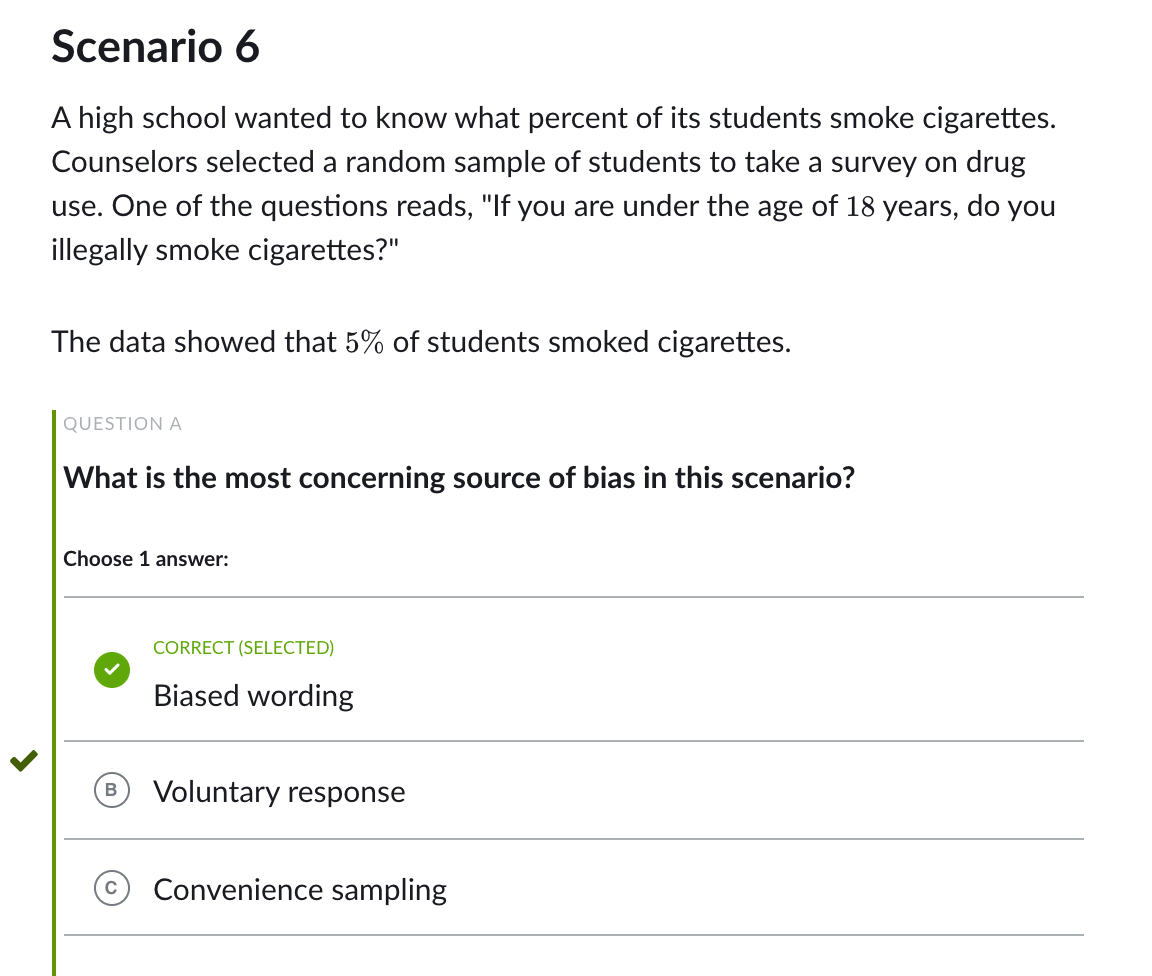 Scenario 6
A high school wanted to know what percent of its students smoke cigarettes.
Counselors selected a random sample of students to take a survey on drug
use. One of the questions reads, "If you are under the age of 18 years, do you
illegally smoke cigarettes?"
The data showed that 5% of students smoked cigarettes.
QUESTION A
What is the most concerning source of bias in this scenario?
Choose 1 answer:
CORRECT (SELECTED)
Biased wording
B Voluntary response
C Convenience sampling